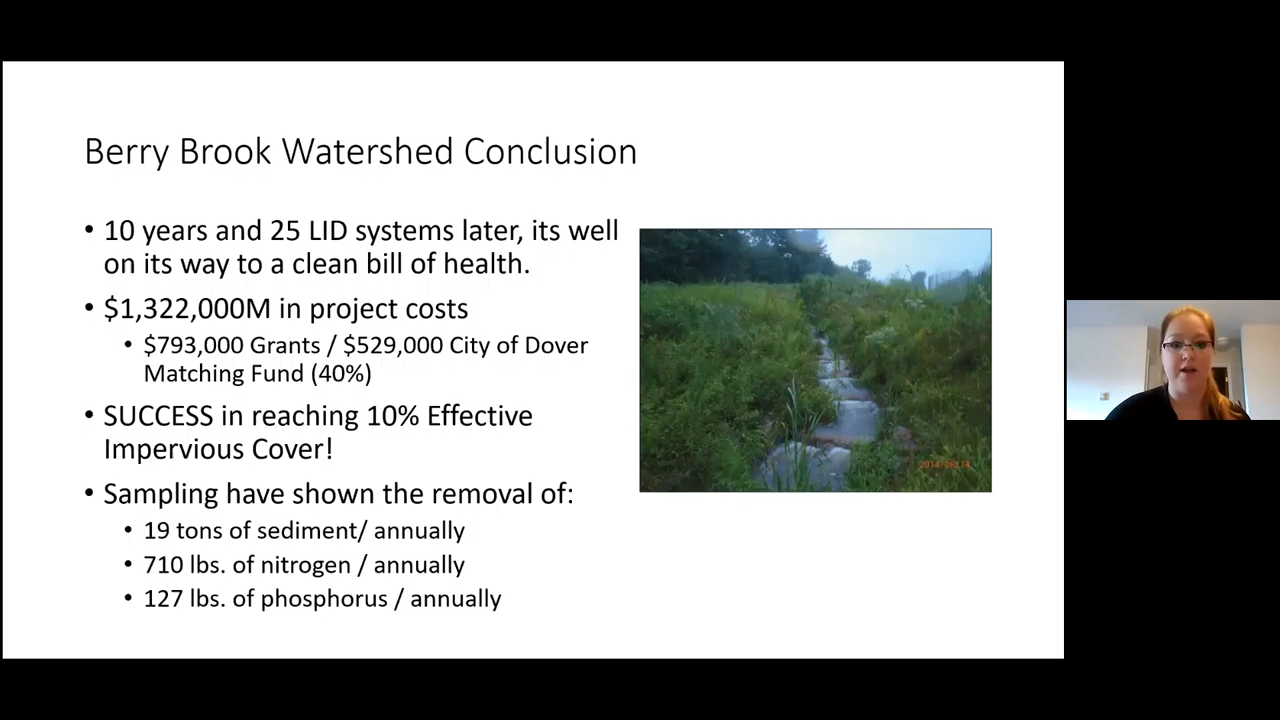 Berry Brook Watershed Conclusion
• 10 years and 25 LID systems later, its well
on its way to a clean bill of health.
• $1,322,000M in project costs
• $793,000 Grants / $529,000 City of Dover
Matching Fund (40%)
• SUCCESS in reaching 10% Effective
Impervious Cover!
• Sampling have shown the removal of:
• 19 tons of sediment/ annually
• 710 lbs. of nitrogen / annually
• 127 lbs. of phosphorus / annually
2014/08/14